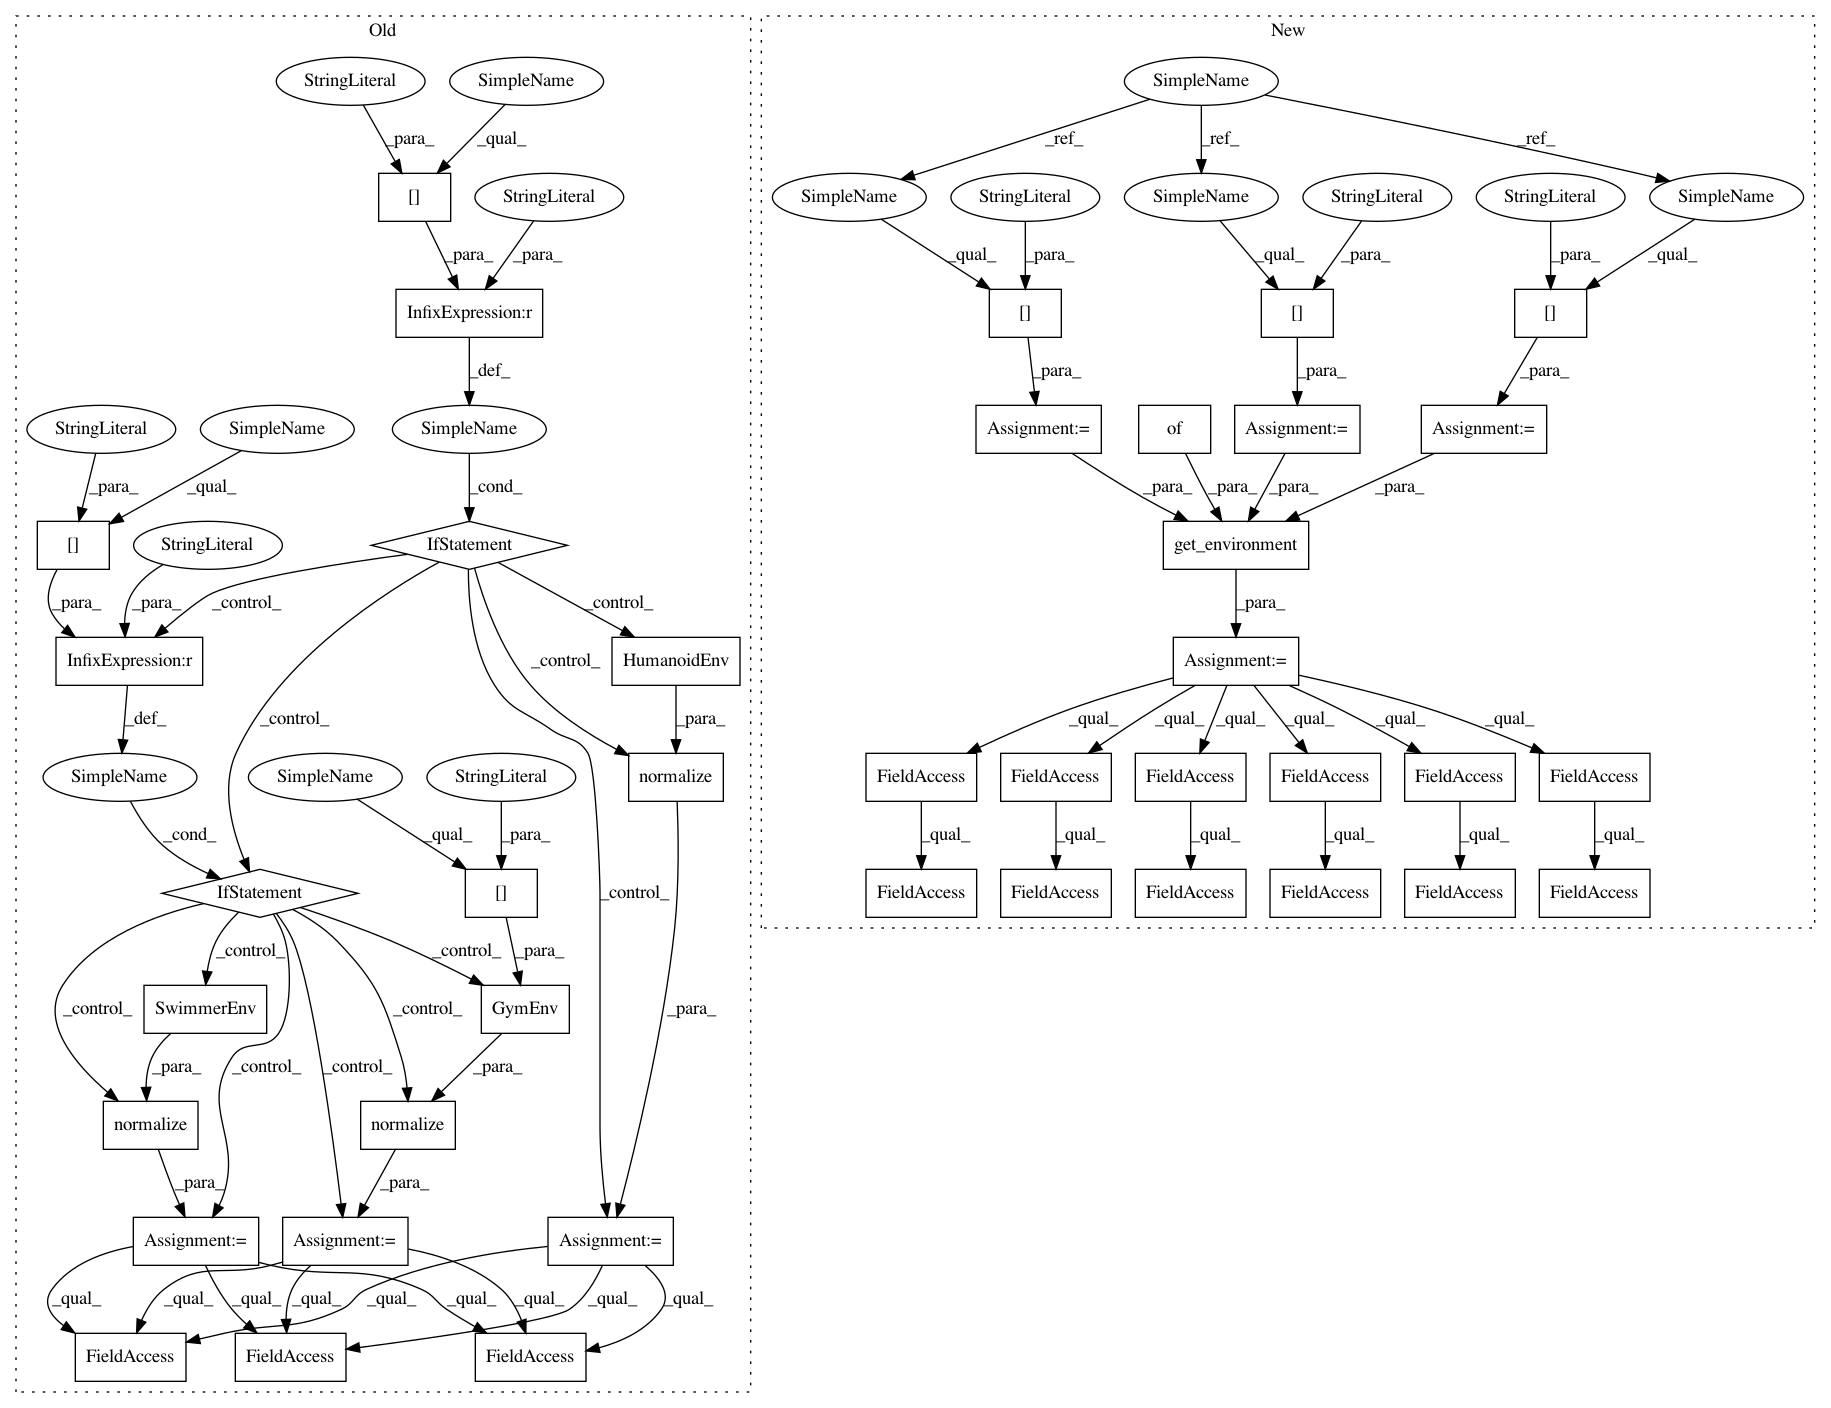 Old
New
StringLiteral
SimpleName
SimpleName
_para_
_qual_
_ref_
_ref_
_ref_
[]
StringLiteral
SimpleName
StringLiteral
SimpleName
StringLiteral
StringLiteral
SimpleName
_para_
_para_
_qual_
_para_
_qual_
_para_
_para_
_qual_
InfixExpression:r
[]
[]
[]
_def_
_para_
_para_
_para_
StringLiteral
SimpleName
SimpleName
Assignment:=
of
Assignment:=
Assignment:=
_para_
_qual_
_cond_
_para_
_para_
_para_
_para_
[]
StringLiteral
IfStatement
get_environment
_para_
_para_
_control_
_control_
_para_
InfixExpression:r
HumanoidEnv
Assignment:=
_def_
_control_
_control_
_para_
_qual_
_qual_
_qual_
_qual_
_qual_
_qual_
SimpleName
SimpleName
StringLiteral
normalize
FieldAccess
FieldAccess
FieldAccess
FieldAccess
FieldAccess
FieldAccess
_cond_
_qual_
_para_
_qual_
_qual_
_qual_
_qual_
_qual_
_qual_
IfStatement
[]
_control_
FieldAccess
FieldAccess
FieldAccess
FieldAccess
FieldAccess
FieldAccess
_control_
_control_
_para_
_control_
SwimmerEnv
GymEnv
_control_
_para_
_para_
_control_
_control_
_para_
normalize
normalize
_para_
_para_
Assignment:=
Assignment:=
Assignment:=
_qual_
_qual_
_qual_
_qual_
_qual_
_qual_
_qual_
_qual_
_qual_
FieldAccess
FieldAccess
FieldAccess